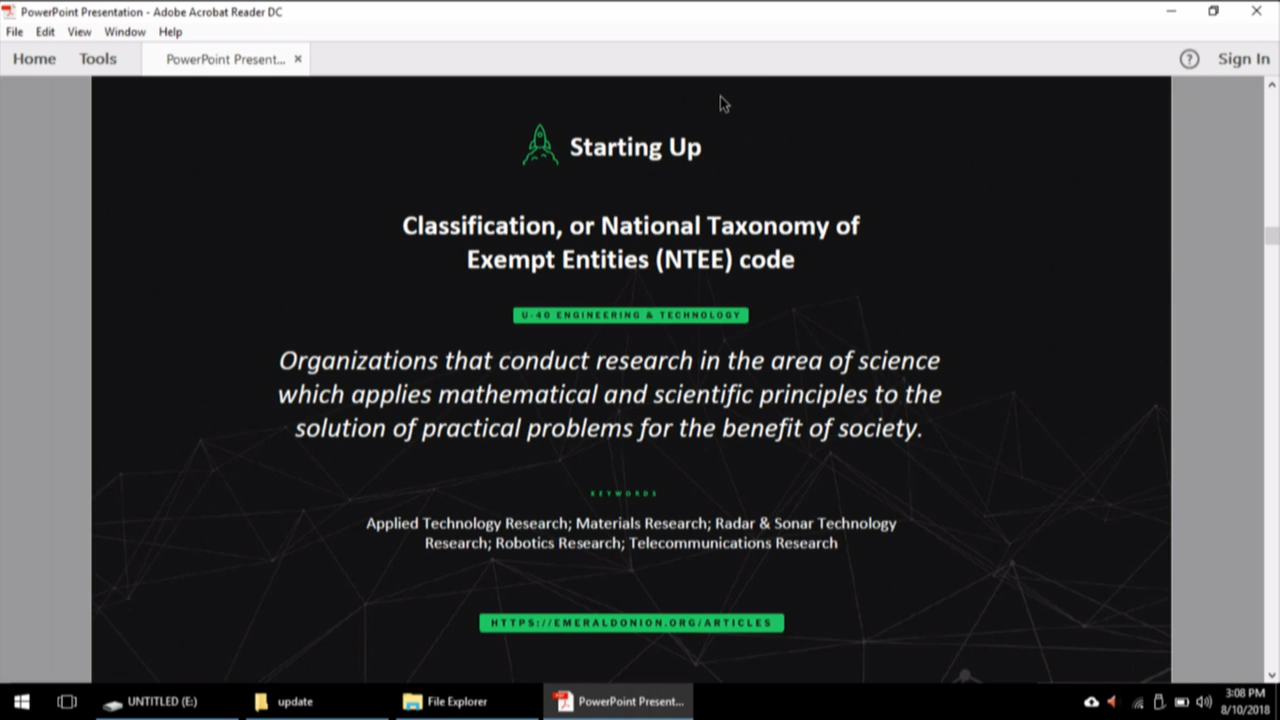 PowerPoint Presentation - Adobe Acrobat Reader DC
File Edit View Window Help
Home Tools PowerPoint Present... × ? Sign In
Starting Up
Classification, or National Taxonomy of
Exempt Entities (NTEE) code
U-40 ENGINEERING & TECHNOLOGY
Organizations that conduct research in the area of science
which applies mathematical and scientific principles to the
solution of practical problems for the benefit of society.
KEYWORDS
Applied Technology Research; Materials Research; Radar & Sonar Technology
Research; Robotics Research; Telecommunications Research
HTTPS://EMERALDONION.ORG/ARTICLES
UNTITLED (E:) update File Explorer PowerPoint Present... 3:08 PM
8/10/2018